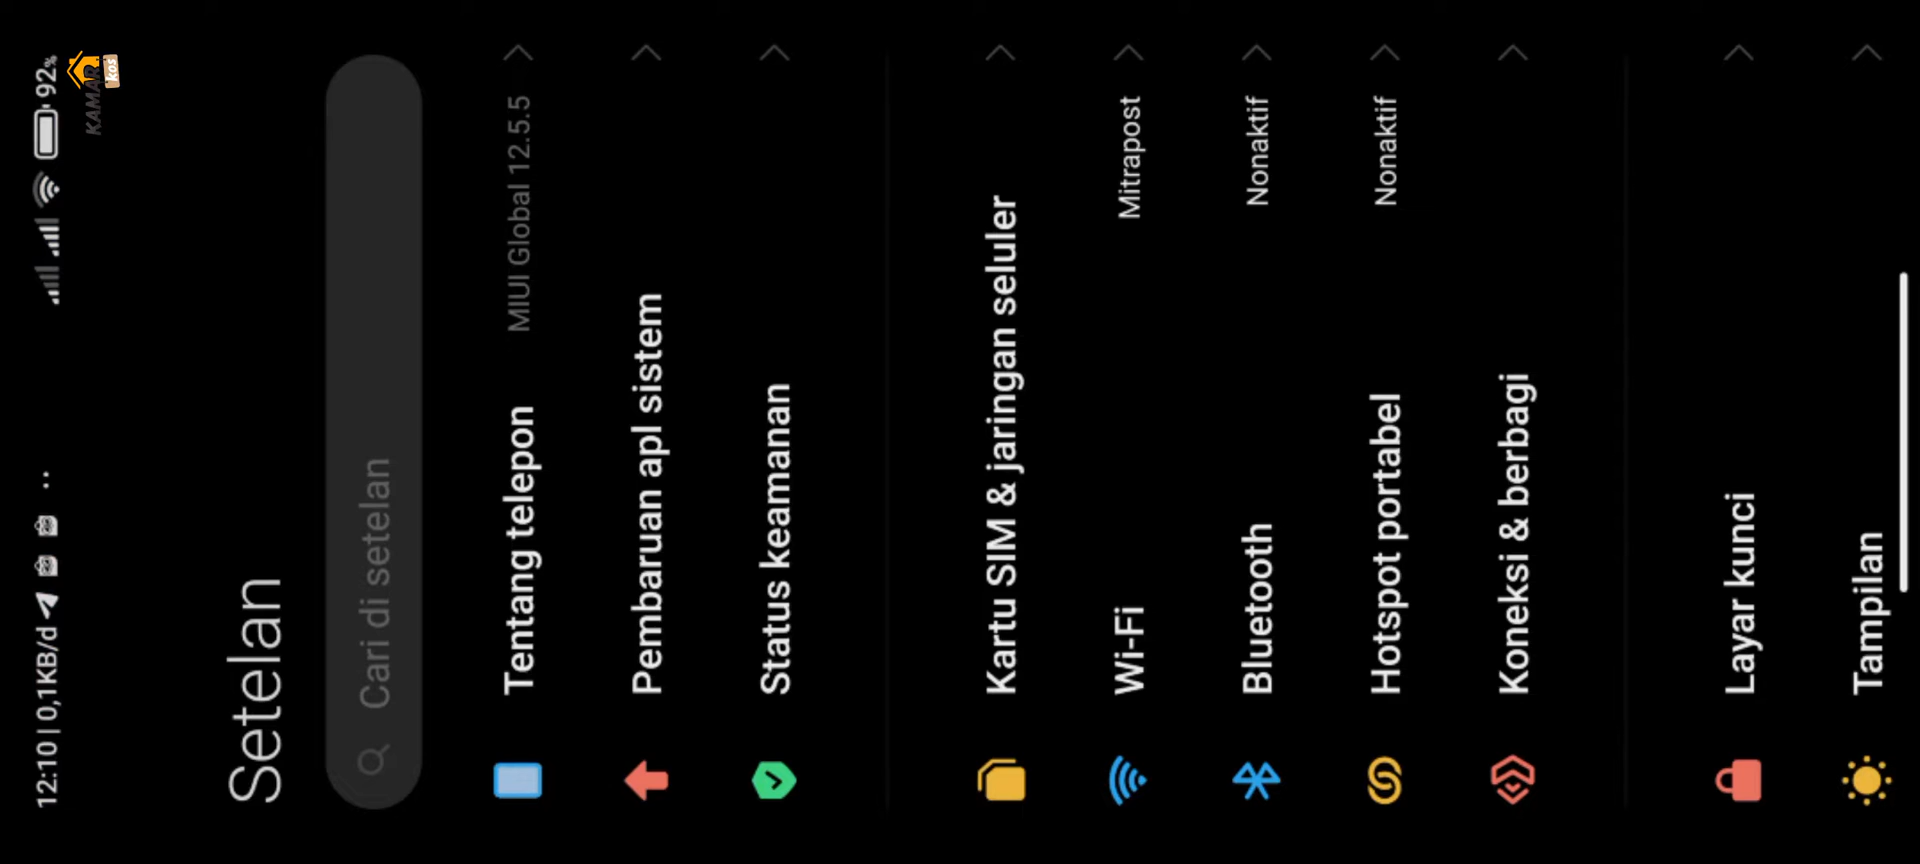 12:10 | 0,1KB/d
92%
KAMAR
kos
Setelan
Cari di setelan
Tentang telepon MIUI Global 12.5.5
Pembaruan apl sistem
Status keamanan
Kartu SIM & jaringan seluler
Wi-Fi Mitrapost
Bluetooth Nonaktif
Hotspot portabel Nonaktif
Koneksi & berbagi
Layar kunci
Tampilan